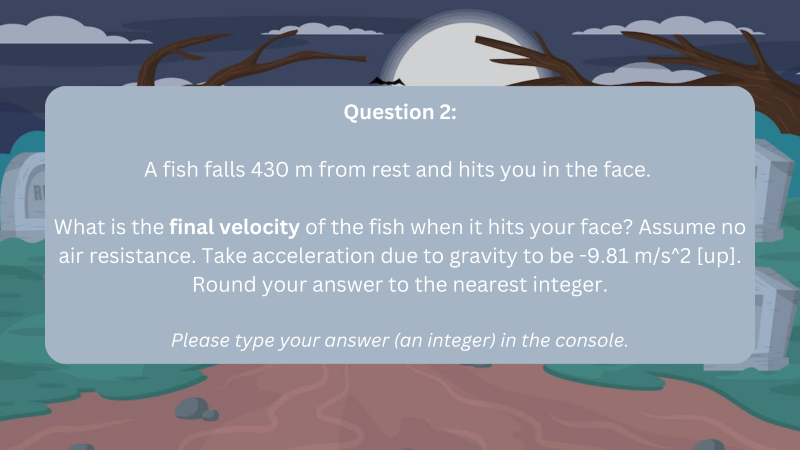 Question 2:
A fish falls 430 m from rest and hits you in the face.
What is the final velocity of the fish when it hits your face? Assume no
air resistance. Take acceleration due to gravity to be -9.81 m/s^2 [up].
Round your answer to the nearest integer.
Please type your answer (an integer) in the console.